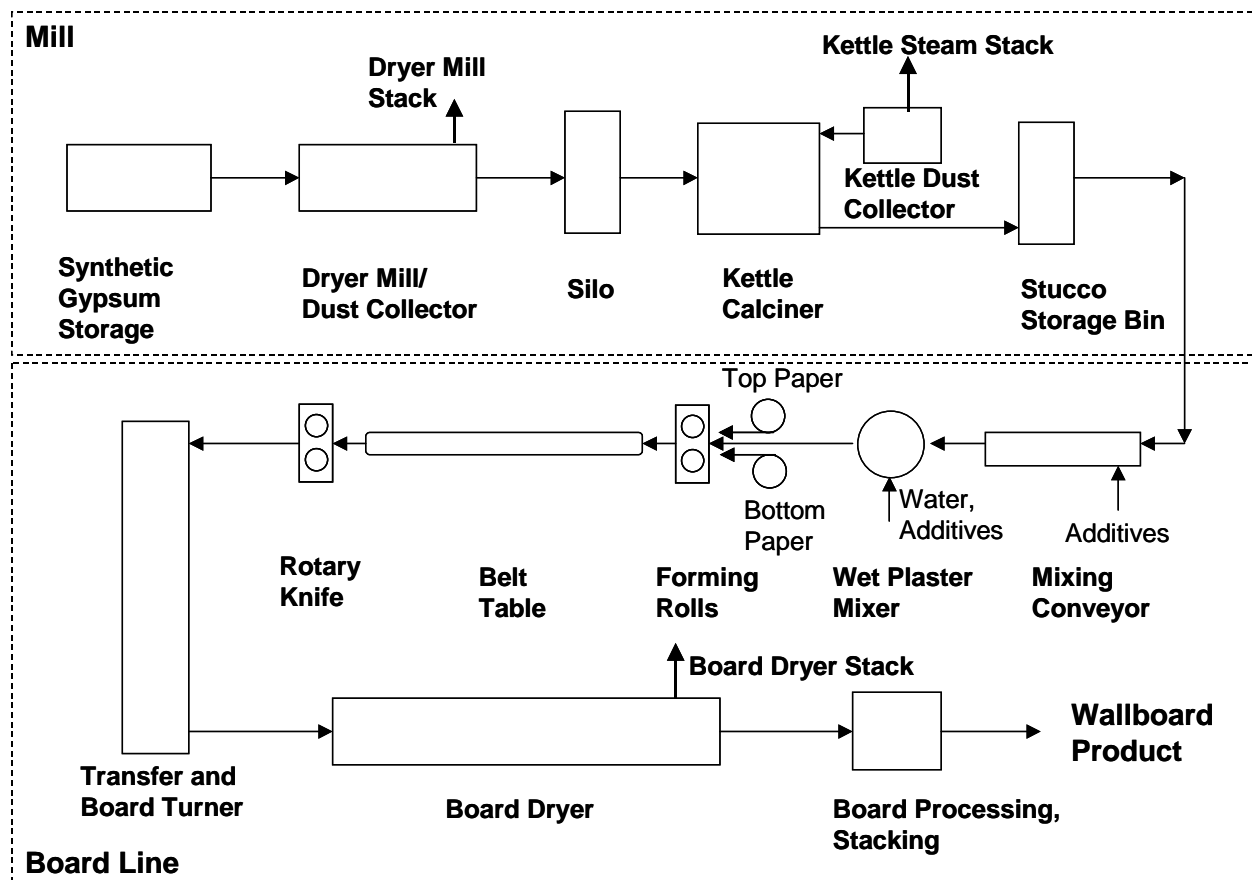 Mill
Kettle Steam Stack
Dryer Mill
Stack
Kettle Dust
Collector
Synthetic
Gypsum
Storage
Dryer Mill/
Dust Collector
Silo
Kettle
Calciner
Stucco
Storage Bin
Top Paper
Bottom
Paper
Water,
Additives
Additives
Rotary
Knife
Belt
Table
Forming
Rolls
Wet Plaster
Mixer
Mixing
Conveyor
Board Dryer Stack
Wallboard
Product
Transfer and
Board Turner
Board Dryer
Board Processing,
Stacking
Board Line